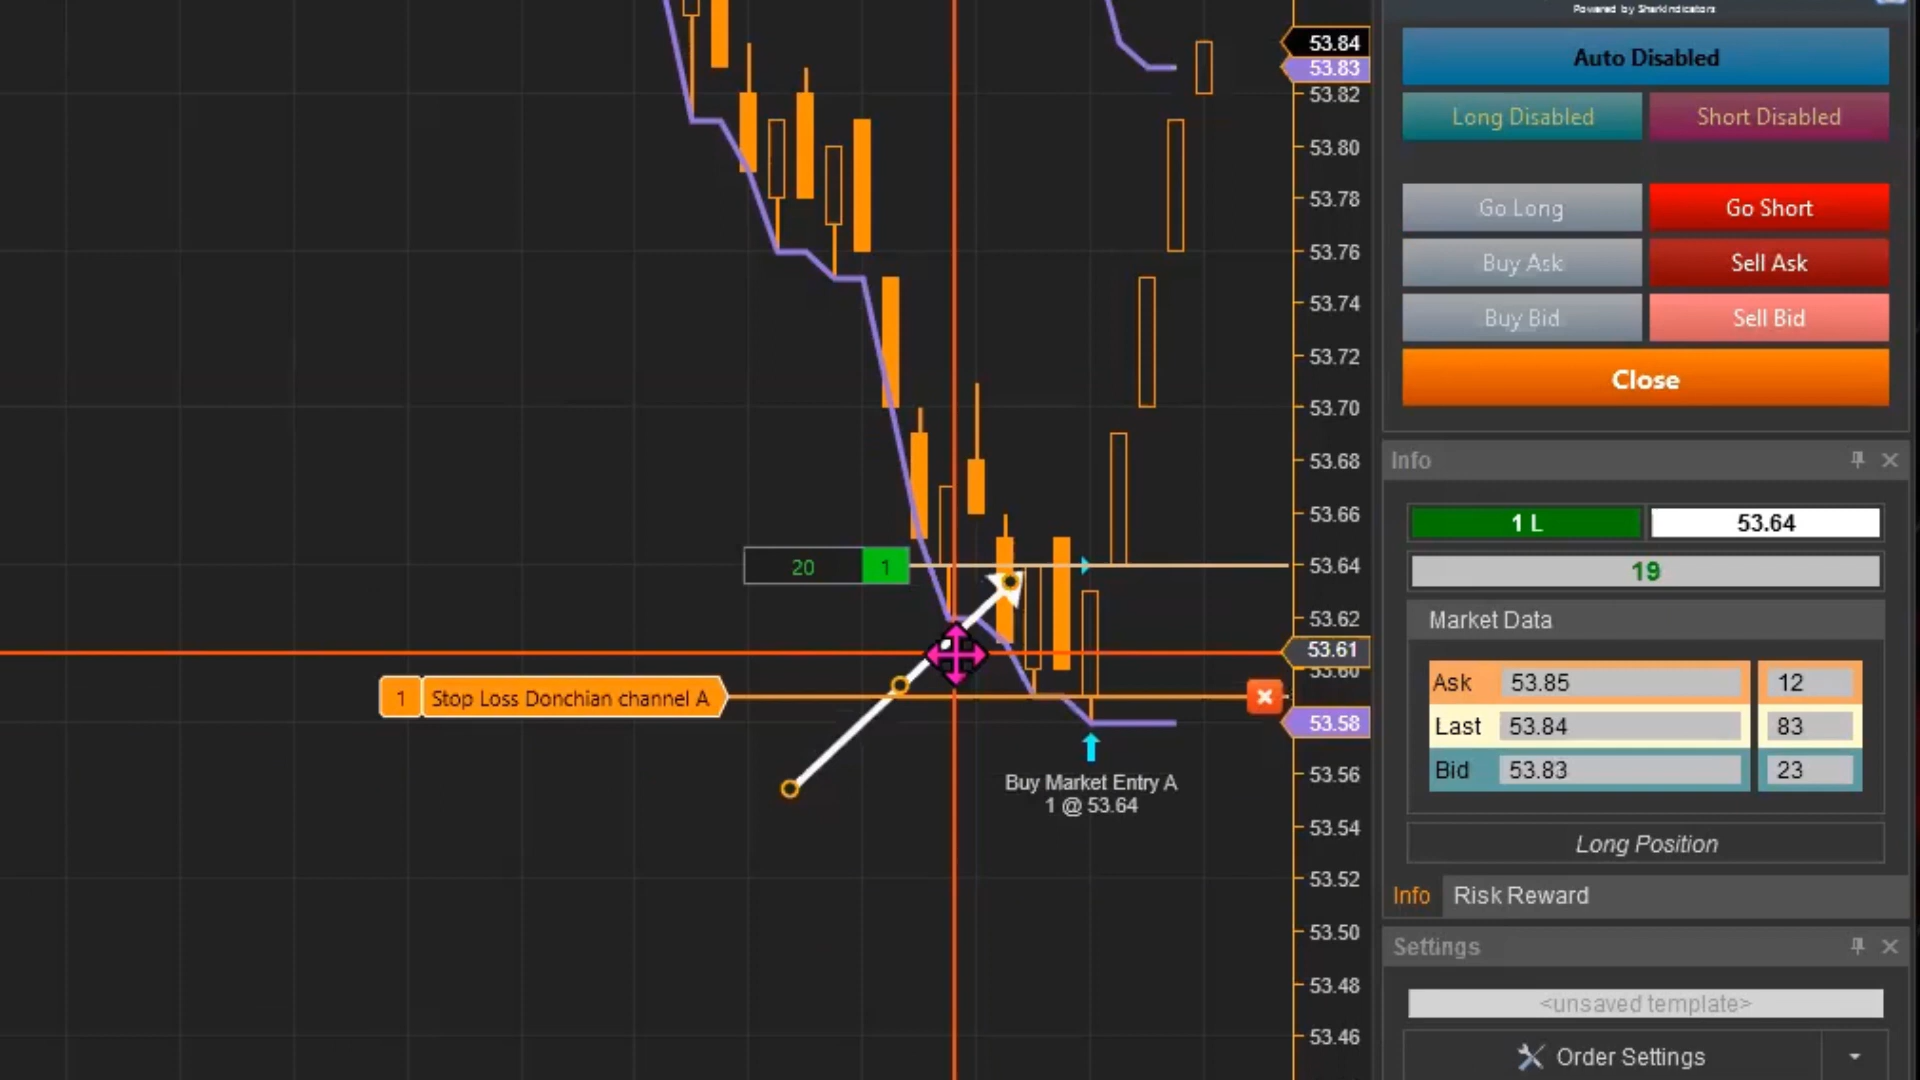 Powered by SharkIndicators
53.84
53.83
53.82
53.80
53.78
53.76
53.74
53.72
53.70
53.68
53.66
53.64
53.62
53.61
53.60
53.58
53.56
53.54
53.52
53.50
53.48
53.46
20 1
1 Stop Loss Donchian channel A
Buy Market Entry A
1 @ 53.64
Auto Disabled
Long Disabled Short Disabled
Go Long Go Short
Buy Ask Sell Ask
Buy Bid Sell Bid
Close
Info
1 L 53.64
19
Market Data
Ask 53.85 12
Last 53.84 83
Bid 53.83 23
Long Position
Info Risk Reward
Settings
<unsaved template>
Order Settings